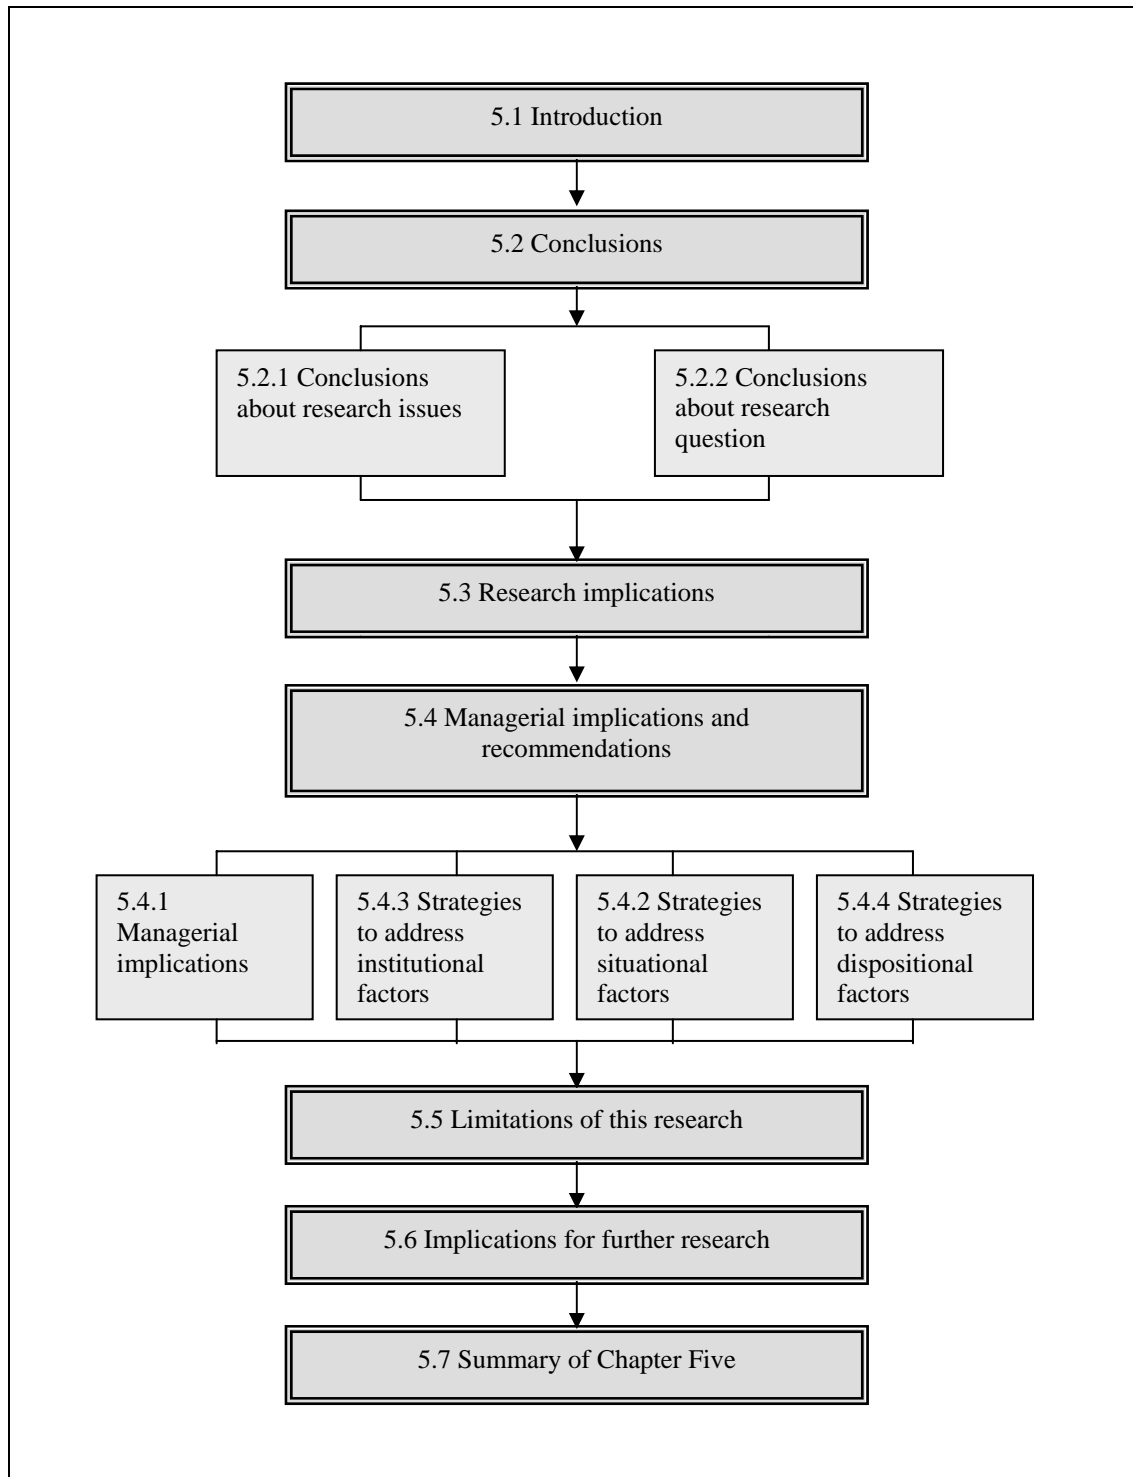 5.1 Introduction
5.2 Conclusions
5.2.1 Conclusions
about research issues
5.2.2 Conclusions
about research
question
5.3 Research implications
5.4 Managerial implications and
recommendations
5.4.1
Managerial
implications
5.4.3 Strategies
to address
institutional
factors
5.4.2 Strategies
to address
situational
factors
5.4.4 Strategies
to address
dispositional
factors
5.5 Limitations of this research
5.6 Implications for further research
5.7 Summary of Chapter Five